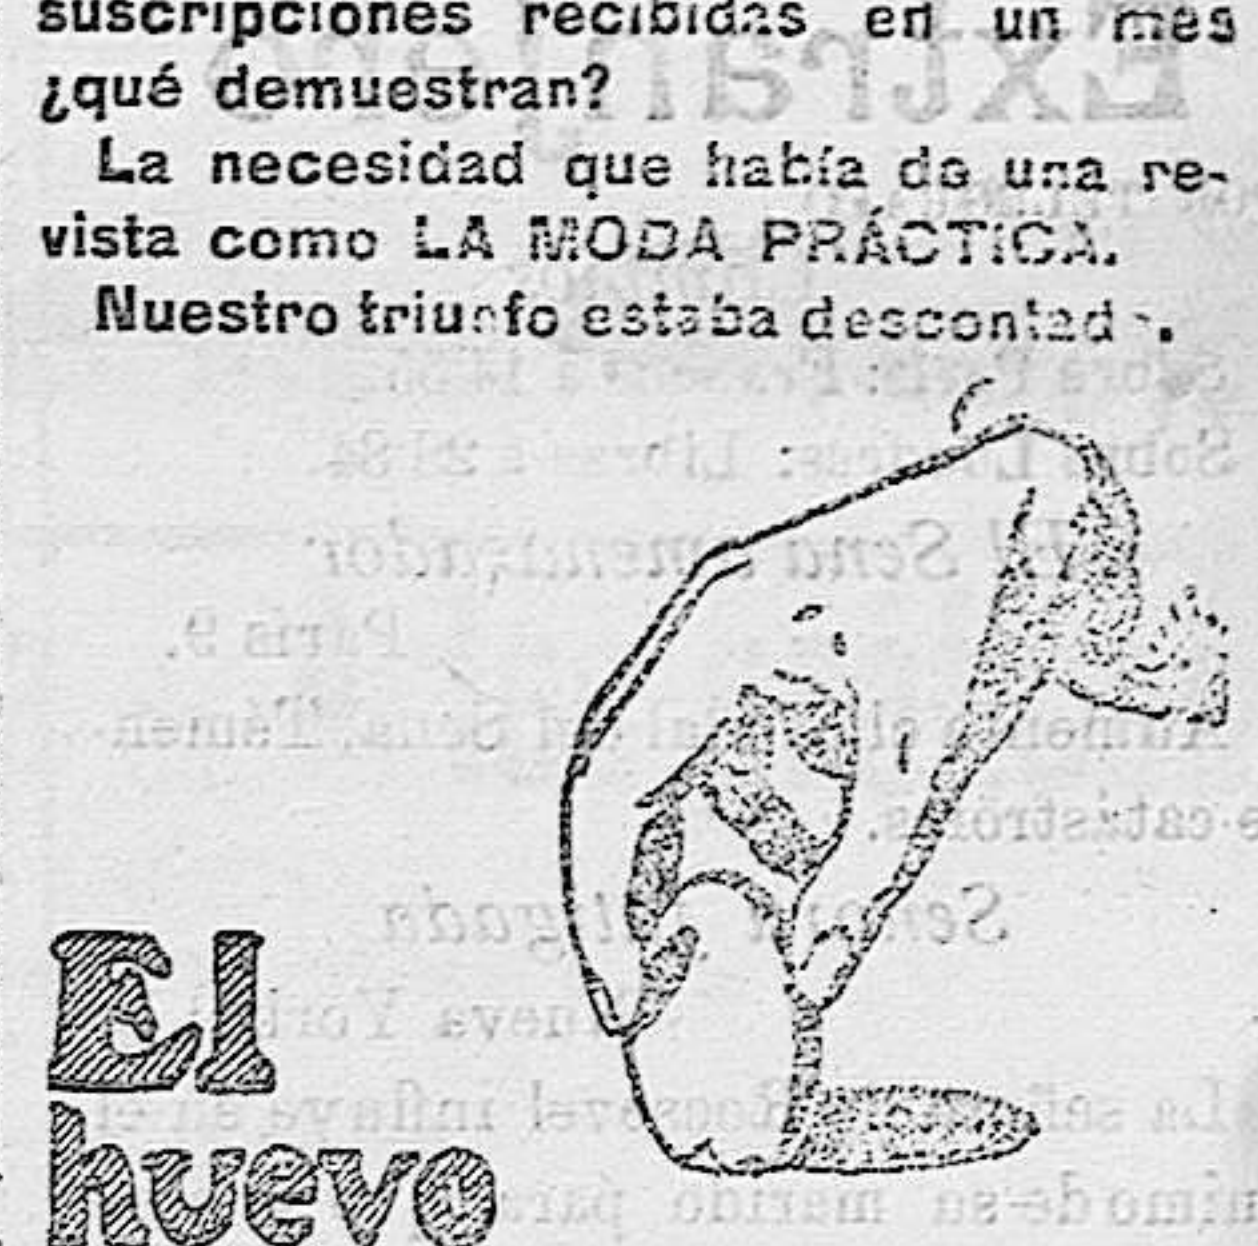 suscripciones recibidas en un mes
¿qué demuestran?
La necesidad que había de una re-
vista como LA MODA PRÁCTICA.
Nuestro triunfo estaba descontado.
El
huevo